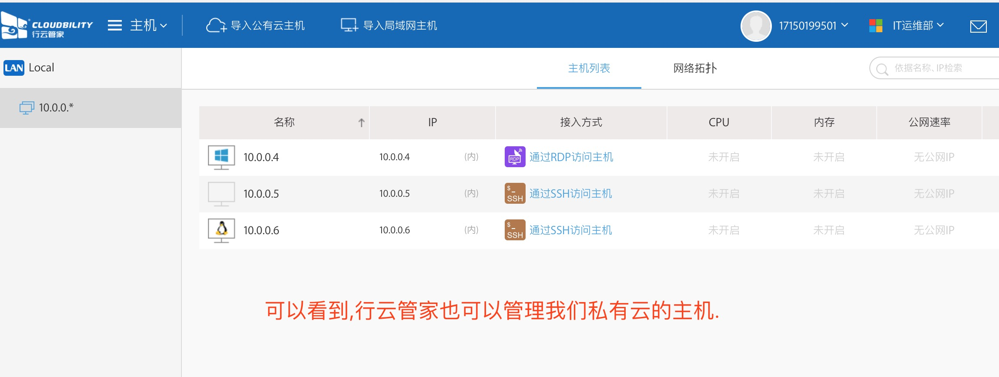 CLOUDBILITY
行云管家
主机
导入公有云主机
导入局域网主机
17150199501
IT运维部
LAN Local
主机列表
网络拓扑
依据名称、IP检索
10.0.0.*
名称 IP 接入方式 CPU 内存 公网速率
10.0.0.4 10.0.0.4 (内) RDP 通过RDP访问主机 未开启 未开启 无公网IP
10.0.0.5 10.0.0.5 (内) $_ SSH 通过SSH访问主机 未开启 未开启 无公网IP
10.0.0.6 10.0.0.6 (内) $_ SSH 通过SSH访问主机 未开启 未开启 无公网IP
可以看到,行云管家也可以管理我们私有云的主机.